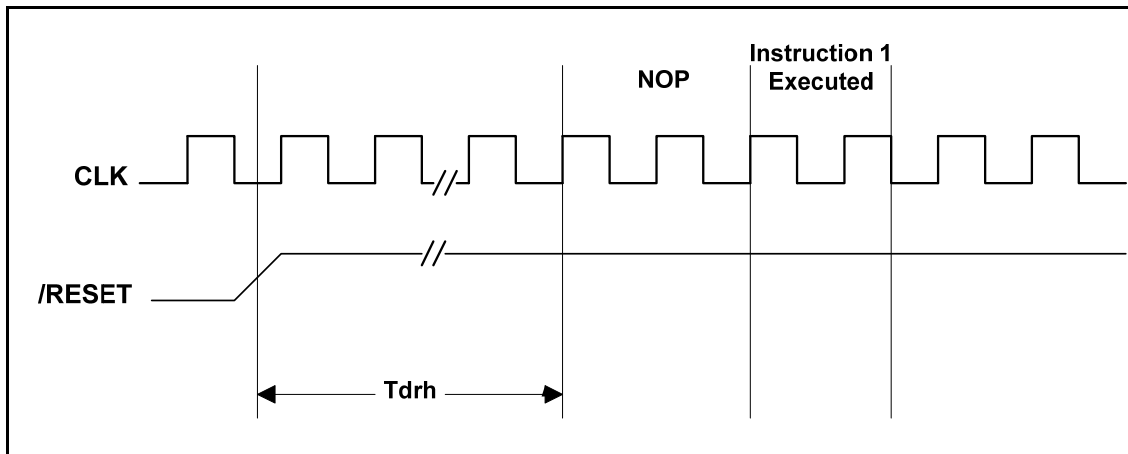 Instruction 1
Executed
NOP
CLK
/RESET
Tdrh